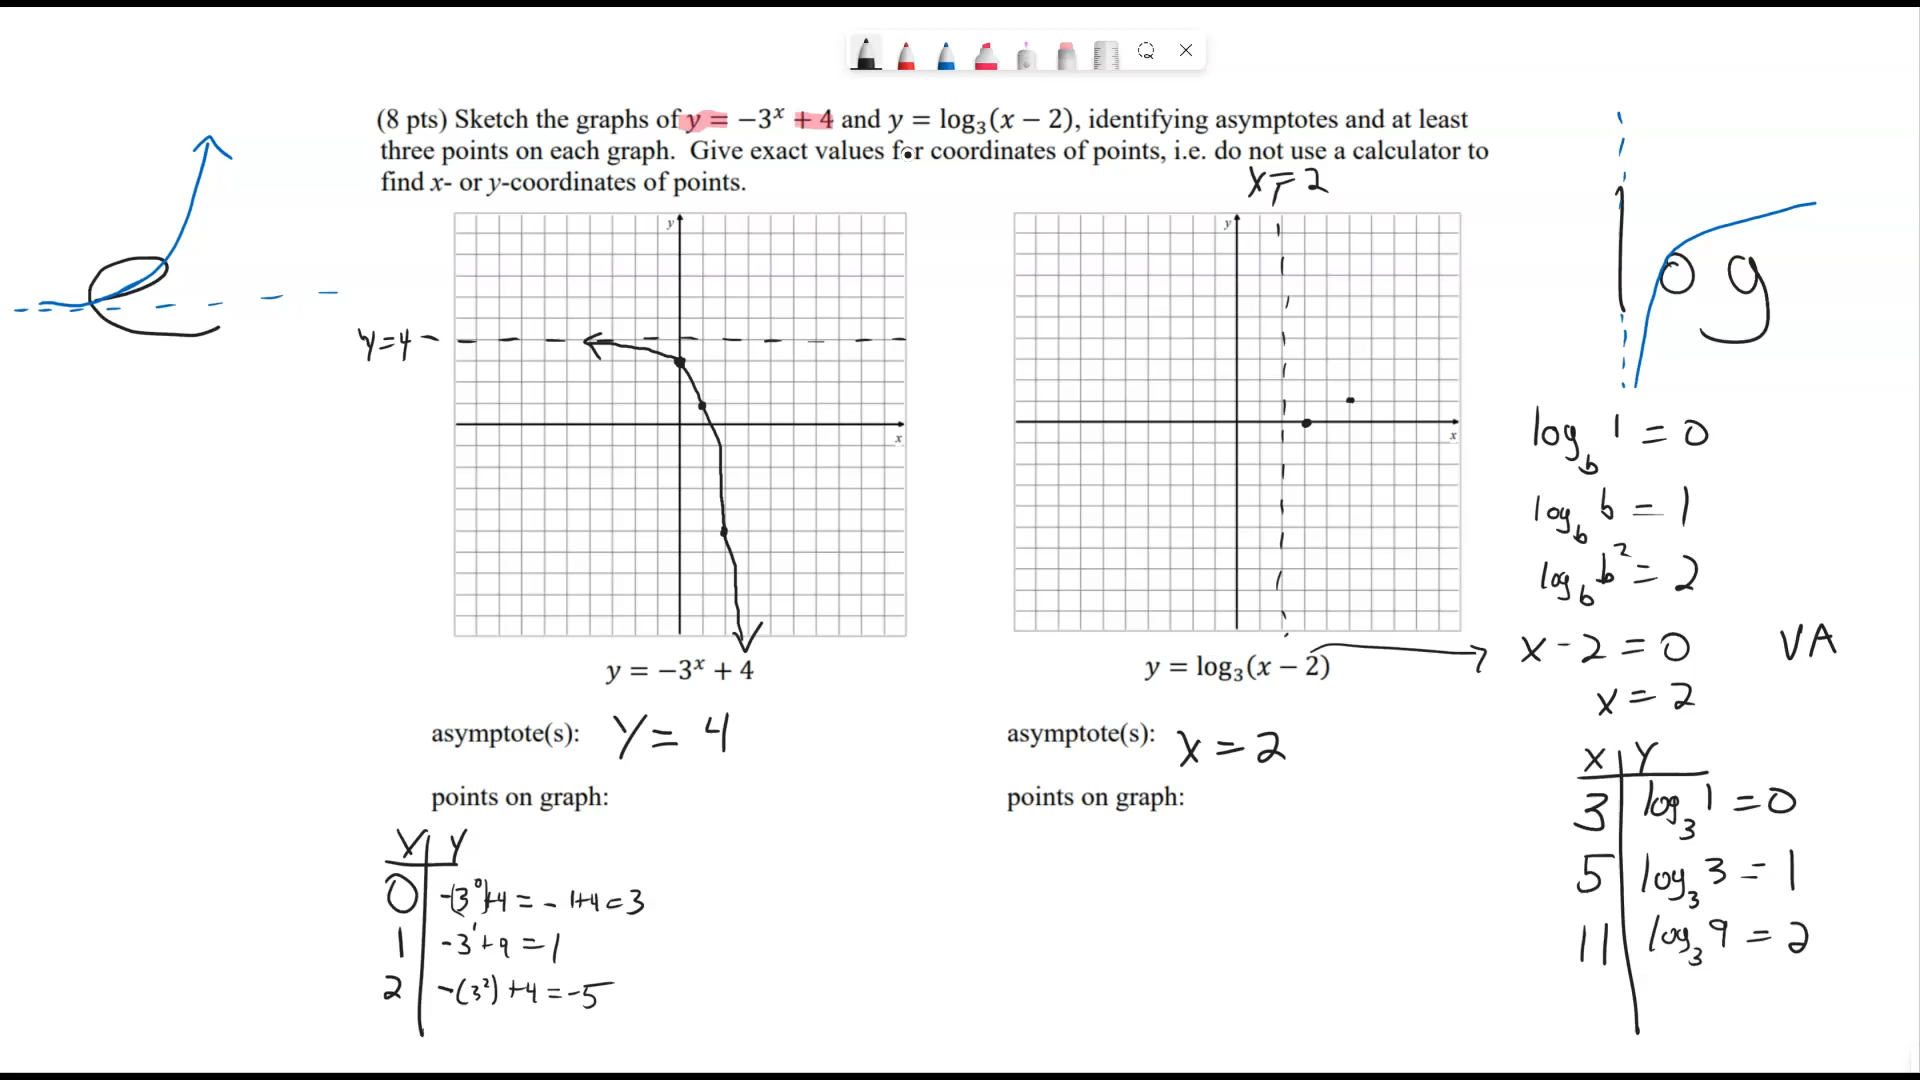 (8 pts) Sketch the graphs of y = −3ˣ + 4 and y = log₃(x − 2), identifying asymptotes and at least
three points on each graph. Give exact values for coordinates of points, i.e. do not use a calculator to
find x- or y-coordinates of points.
x = 2
y
y
log
y=4
x
x
log_b 1 = 0
log_b b = 1
log_b b² = 2
y = −3ˣ + 4
y = log₃(x − 2)
x - 2 = 0 VA
x = 2
asymptote(s): y = 4
asymptote(s): x = 2
points on graph:
points on graph:
x y
0 -(3⁰)+4 = -1+4 = 3
1 -3¹+9 = 1
2 -(3²)+4 = -5
x y
3 log₃ 1 = 0
5 log₃ 3 = 1
11 log₃ 9 = 2